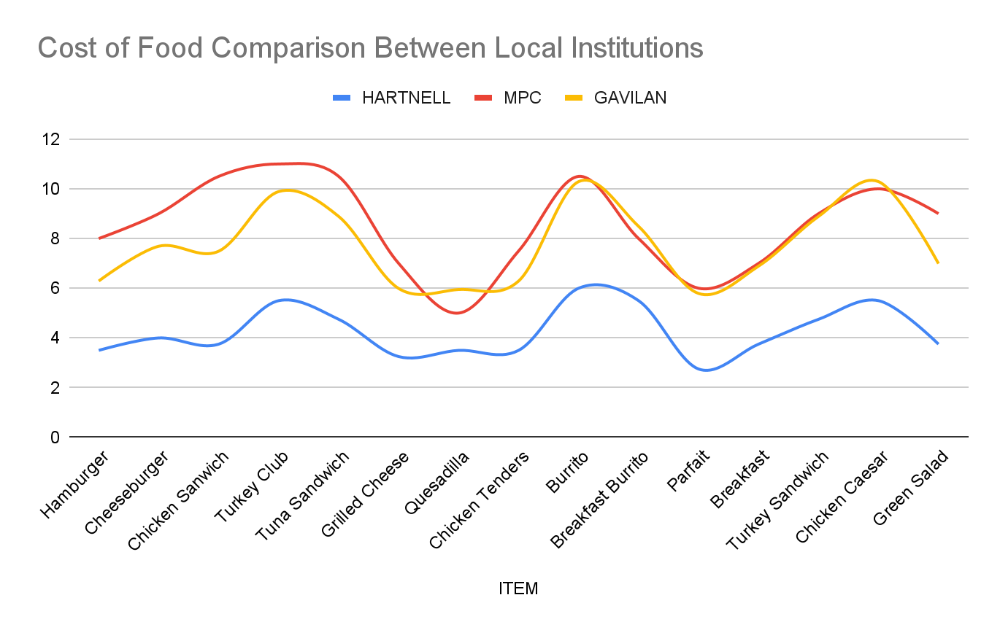 Cost of Food Comparison Between Local Institutions
HARTNELL MPC GAVILAN
12
10
8
6
4
2
0
Hamburger
Cheeseburger
Chicken Sanwich
Turkey Club
Tuna Sandwich
Grilled Cheese
Quesadilla
Chicken Tenders
Burrito
Breakfast Burrito
Parfait
Breakfast
Turkey Sandwich
Chicken Caesar
Green Salad
ITEM